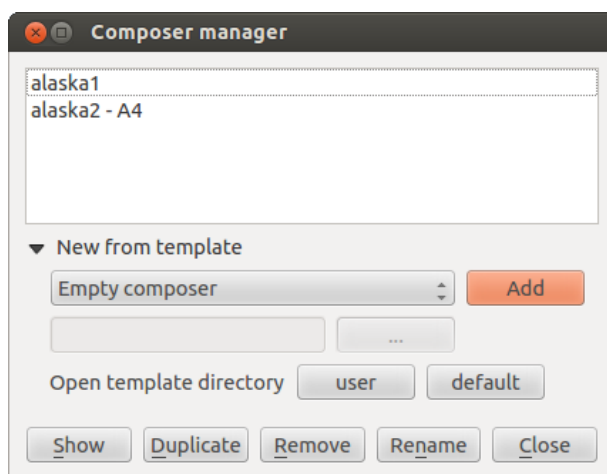 Composer manager
alaska1
alaska2 - A4
New from template
Empty composer Add
...
Open template directory user default
Show Duplicate Remove Rename Close